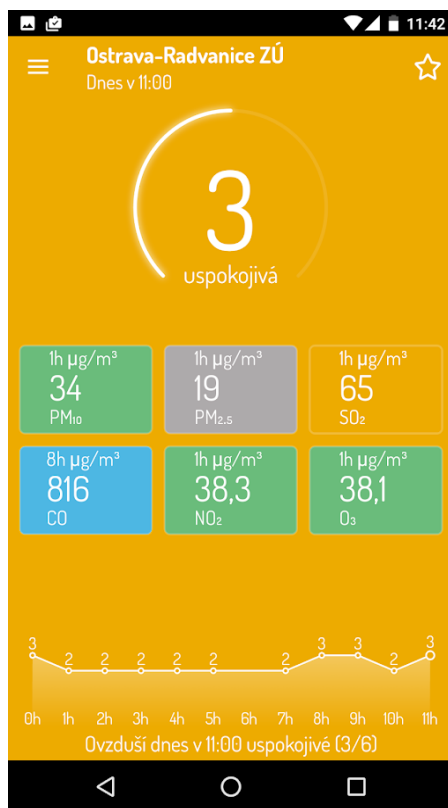 11:42
Ostrava-Radvanice ZÚ
Dnes v 11:00
3
uspokojivá
1h µg/m³ 1h µg/m³ 1h µg/m³
34 19 65
PM₁₀ PM₂.₅ SO₂
8h µg/m³ 1h µg/m³ 1h µg/m³
816 38,3 38,1
CO NO₂ O₃
3 2 2 2 2 2 2 3 3 2 3
0h 1h 2h 3h 4h 5h 6h 7h 8h 9h 10h 11h
Ovzduší dnes v 11:00 uspokojivé (3/6)